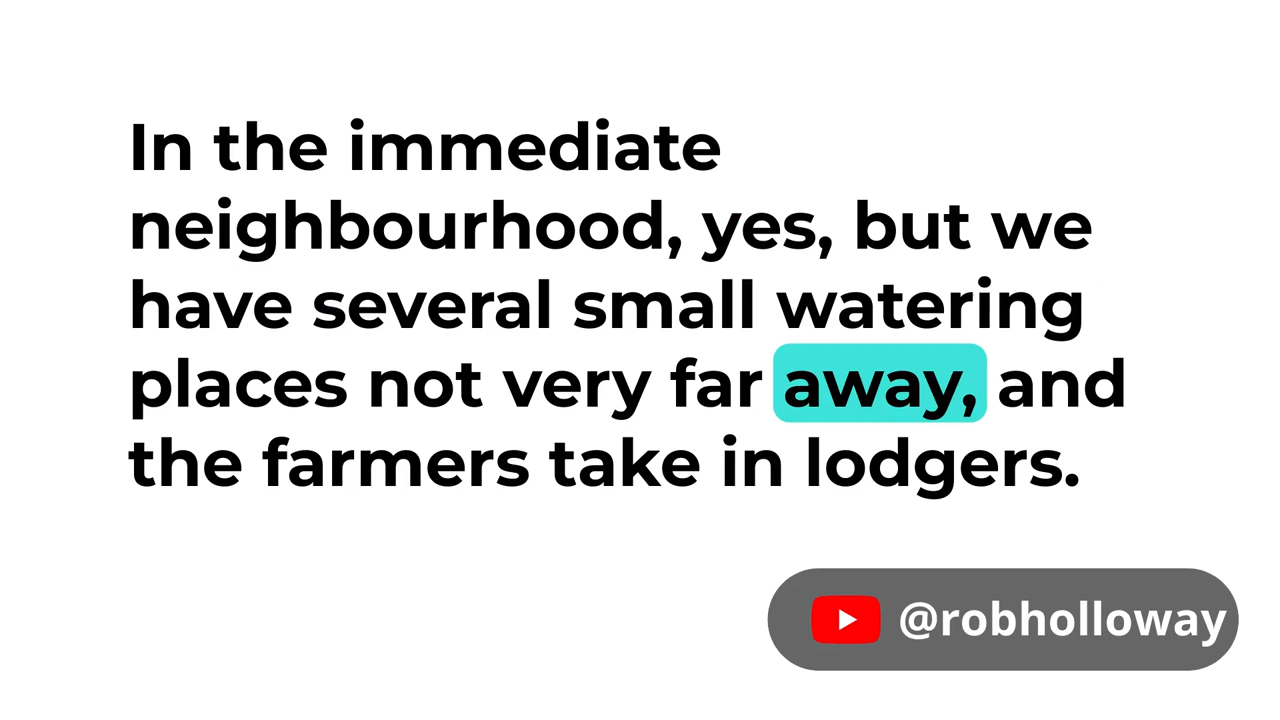 In the immediate
neighbourhood, yes, but we
have several small watering
places not very far away, and
the farmers take in lodgers.
@robholloway